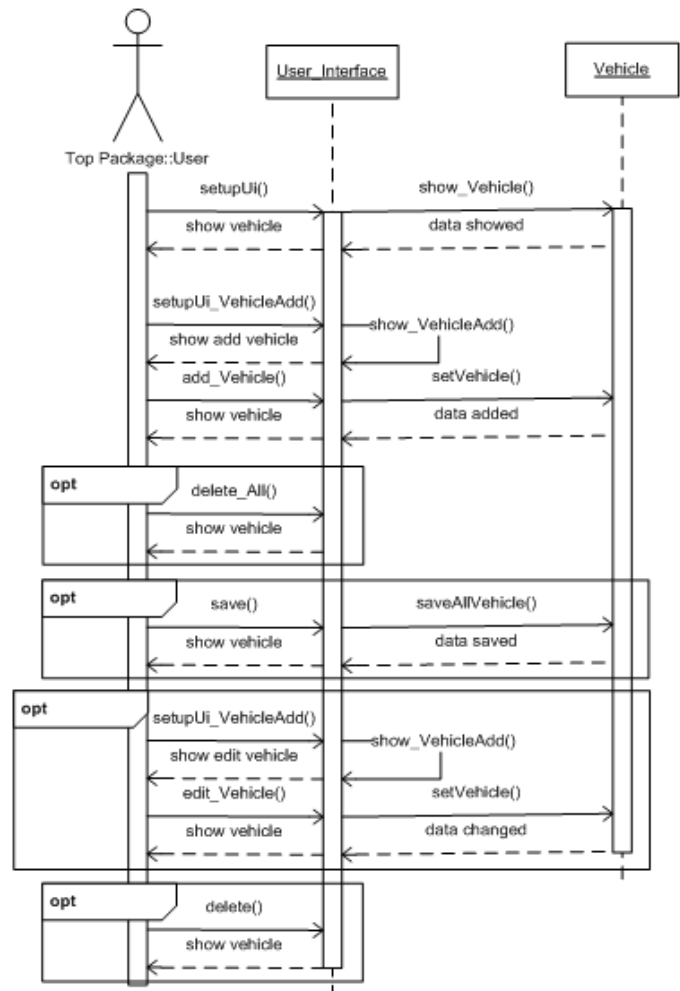 User_Interface
Vehicle
Top Package::User
setupUi()
show_Vehicle()
show vehicle
data showed
setupUi_VehicleAdd()
show_VehicleAdd()
show add vehicle
add_Vehicle()
setVehicle()
show vehicle
data added
opt
delete_All()
show vehicle
opt
save()
saveAllVehicle()
show vehicle
data saved
opt
setupUi_VehicleAdd()
show_VehicleAdd()
show edit vehicle
edit_Vehicle()
setVehicle()
show vehicle
data changed
opt
delete()
show vehicle